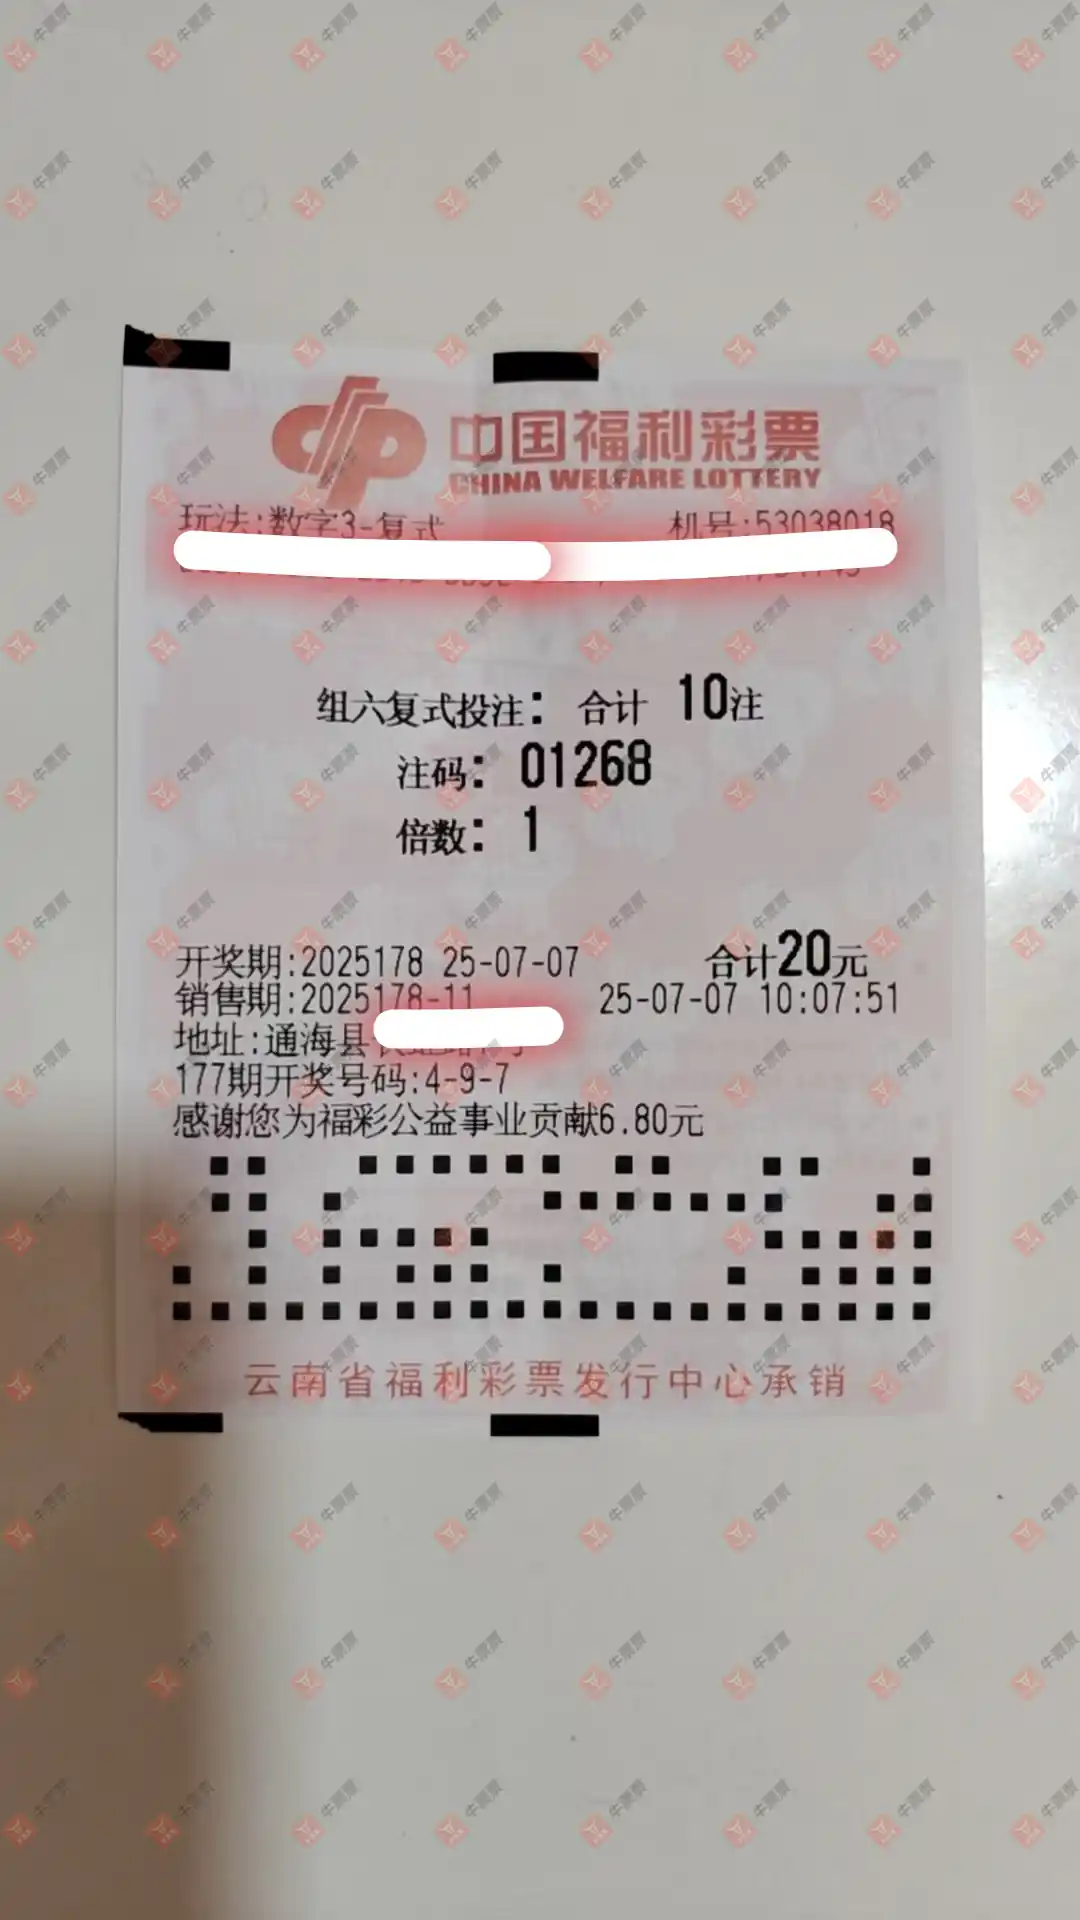 中国福利彩票
CHINA WELFARE LOTTERY
玩法:数字3-复式 机号:53038018
组六复式投注: 合计 10注
注码: 01268
倍数: 1
开奖期:2025178 25-07-07 合计20元
销售期:2025178-11 25-07-07 10:07:51
地址:通海县
177期开奖号码:4-9-7
感谢您为福彩公益事业贡献6.80元
云南省福利彩票发行中心承销
牛票票